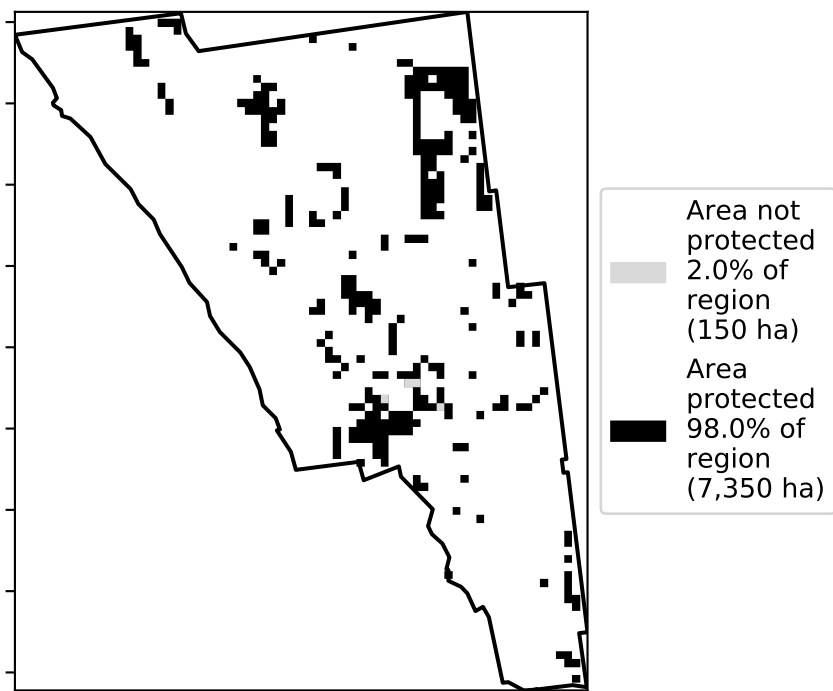 Area not
protected
2.0% of
region
(150 ha)
Area
protected
98.0% of
region
(7,350 ha)